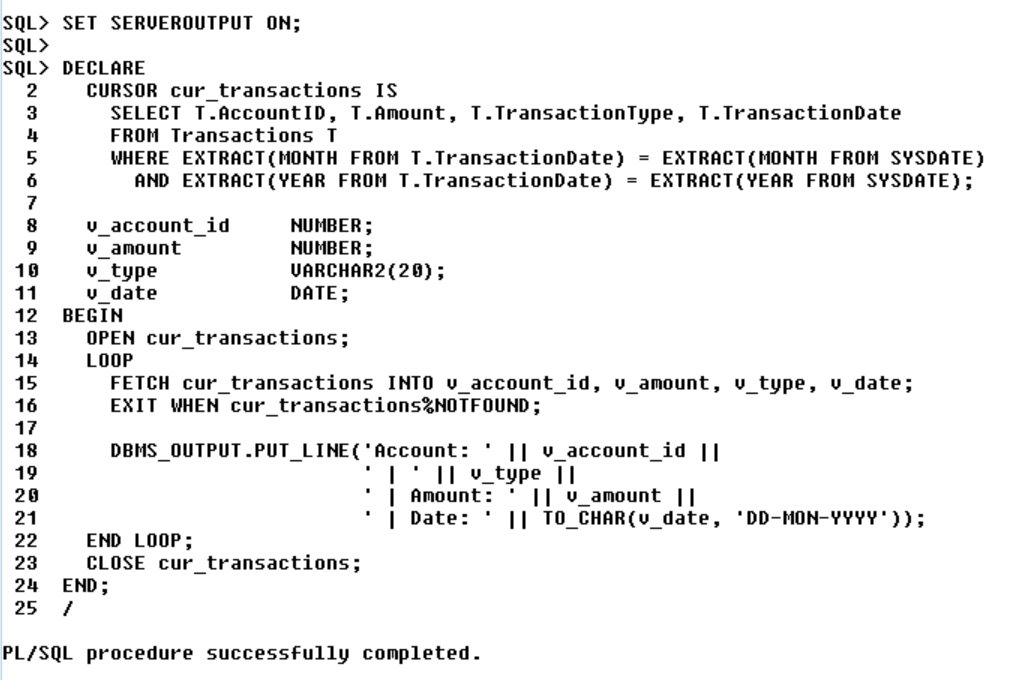 SQL> SET SERVEROUTPUT ON;
SQL>
SQL> DECLARE
  2    CURSOR cur_transactions IS
  3      SELECT T.AccountID, T.Amount, T.TransactionType, T.TransactionDate
  4      FROM Transactions T
  5      WHERE EXTRACT(MONTH FROM T.TransactionDate) = EXTRACT(MONTH FROM SYSDATE)
  6        AND EXTRACT(YEAR FROM T.TransactionDate) = EXTRACT(YEAR FROM SYSDATE);
  7
  8    v_account_id     NUMBER;
  9    v_amount         NUMBER;
 10    v_type           VARCHAR2(20);
 11    v_date           DATE;
 12  BEGIN
 13    OPEN cur_transactions;
 14    LOOP
 15      FETCH cur_transactions INTO v_account_id, v_amount, v_type, v_date;
 16      EXIT WHEN cur_transactions%NOTFOUND;
 17
 18      DBMS_OUTPUT.PUT_LINE('Account: ' || v_account_id ||
 19                           ' | ' || v_type ||
 20                           ' | Amount: ' || v_amount ||
 21                           ' | Date: ' || TO_CHAR(v_date, 'DD-MON-YYYY'));
 22    END LOOP;
 23    CLOSE cur_transactions;
 24  END;
 25  /
PL/SQL procedure successfully completed.